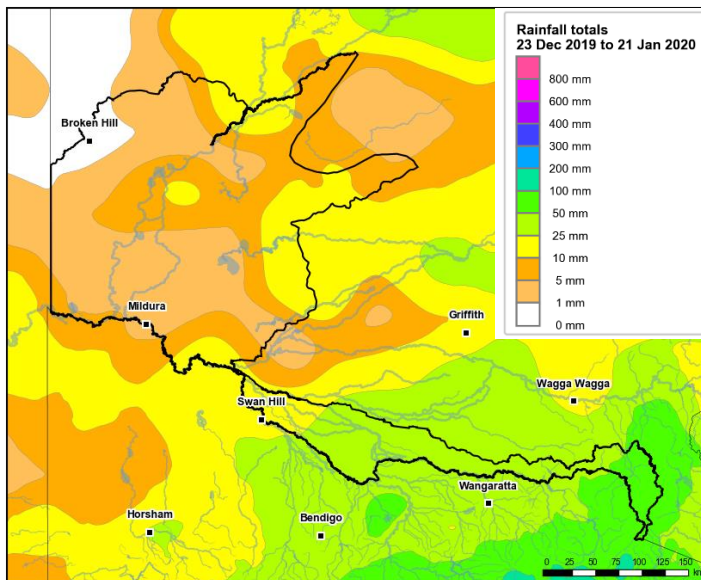 Rainfall totals
23 Dec 2019 to 21 Jan 2020
800 mm
600 mm
400 mm
300 mm
200 mm
100 mm
50 mm
25 mm
10 mm
5 mm
1 mm
0 mm
Broken Hill
Mildura
Griffith
Wagga Wagga
Swan Hill
Wangaratta
Horsham
Bendigo
0 25 50 75 100 125 150
km